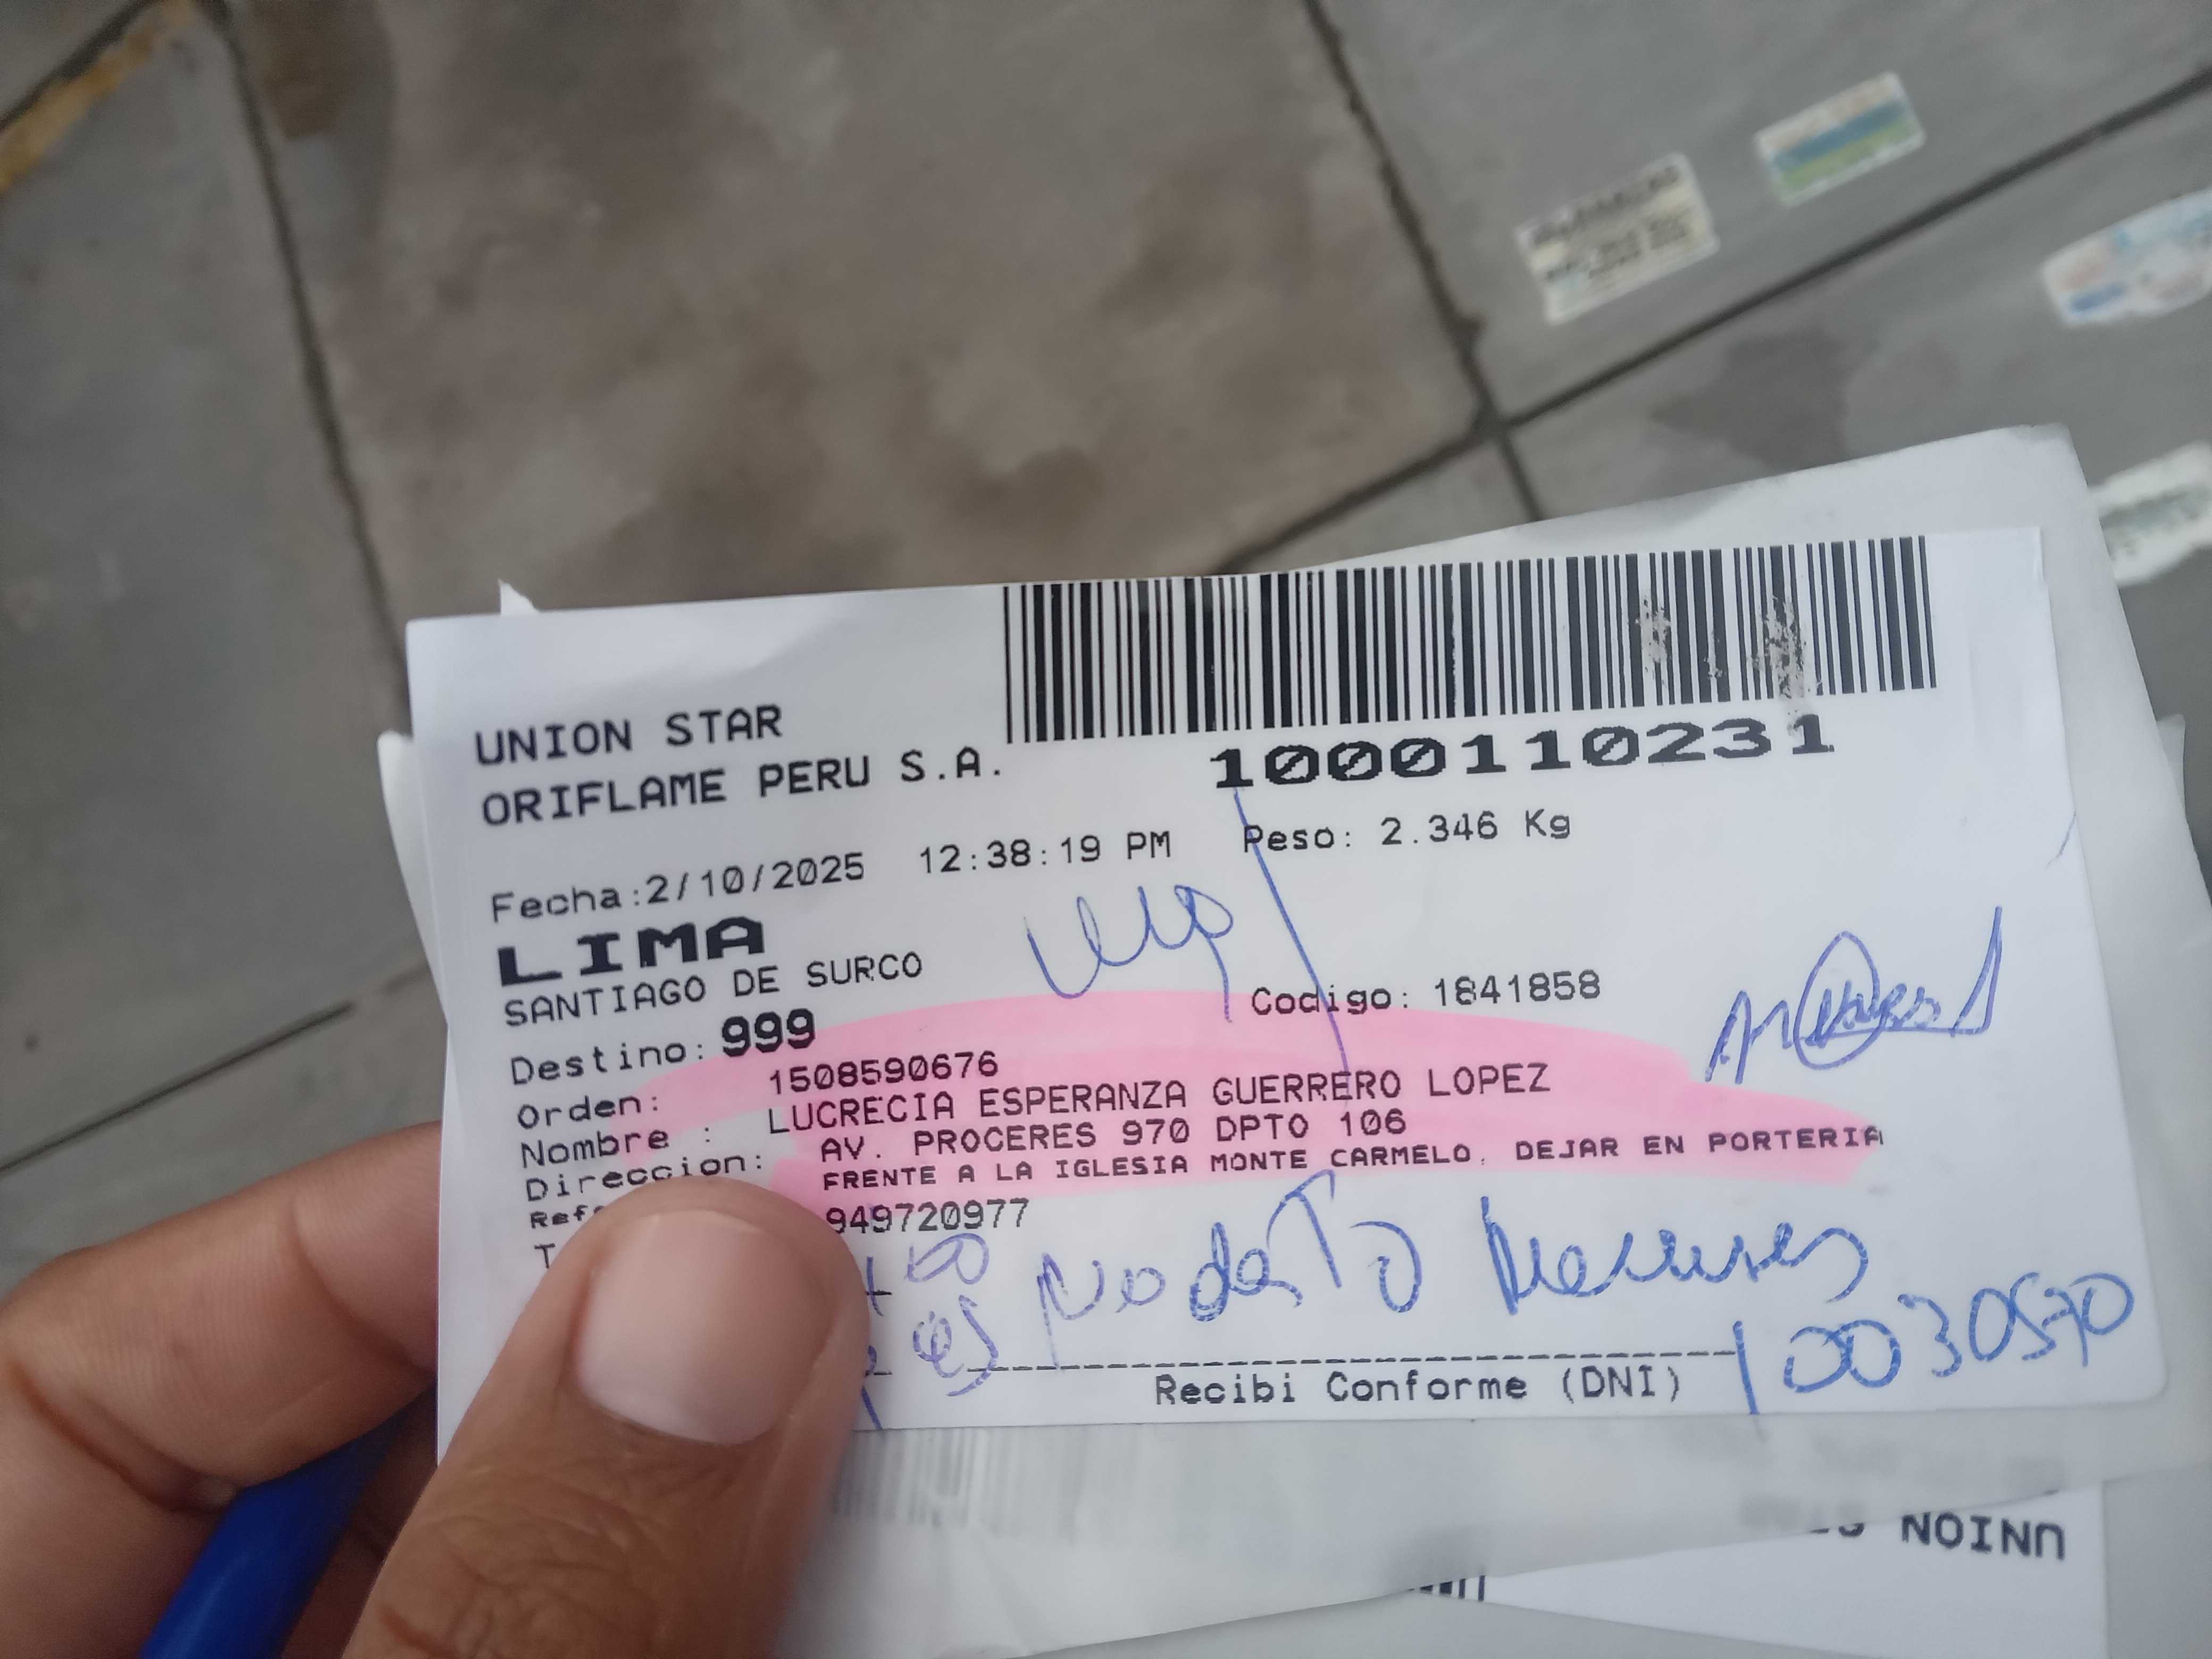 UNION STAR
ORIFLAME PERU S.A.
1000110231
Fecha:2/10/2025 12:38:19 PM Peso: 2.346 Kg
LIMA
SANTIAGO DE SURCO
Destino: 999 Codigo: 1841858
Orden: 1508590676
Nombre : LUCRECIA ESPERANZA GUERRERO LOPEZ
Direccion: AV. PROCERES 970 DPTO 106
Refe FRENTE A LA IGLESIA MONTE CARMELO, DEJAR EN PORTERIA
T 949720977
No dato
10030570
Recibi Conforme (DNI)
UNION